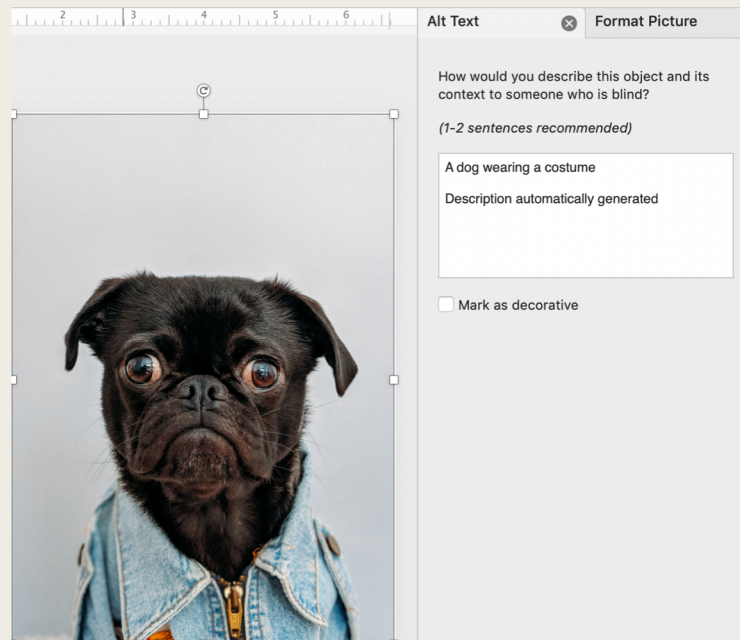 2 3 4 5 6
Alt Text
Format Picture
How would you describe this object and its
context to someone who is blind?
(1-2 sentences recommended)
A dog wearing a costume
Description automatically generated
Mark as decorative